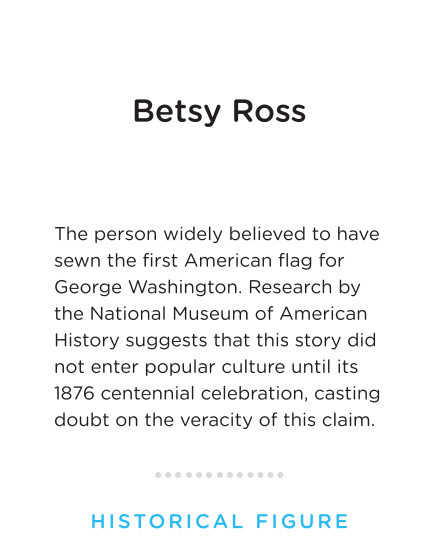 Betsy Ross
The person widely believed to have
sewn the first American flag for
George Washington. Research by
the National Museum of American
History suggests that this story did
not enter popular culture until its
1876 centennial celebration, casting
doubt on the veracity of this claim.
HISTORICAL FIGURE